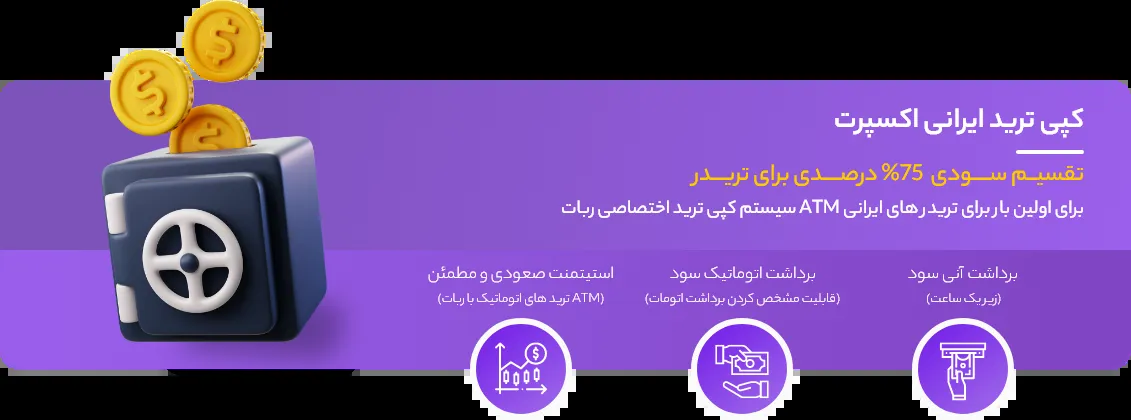 کپی ترید ایرانی اکسپرت
تقسیم سودی 75% درصدی برای تریدر
برای اولین بار برای تریدر های ایرانی ATM سیستم کپی ترید اختصاصی ربات
برداشت آنی سود
(زیر یک ساعت)
برداشت اتوماتیک سود
(قابلیت مشخص کردن برداشت اتومات)
استیتمنت صعودی و مطمئن
(ATM ترید های اتوماتیک با ربات)